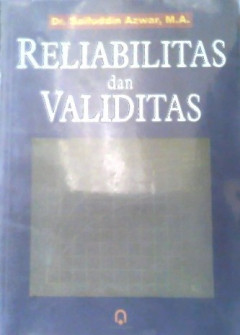 Dr. Saifuddin Azwar, M.A.
RELIABILITAS
dan
VALIDITAS